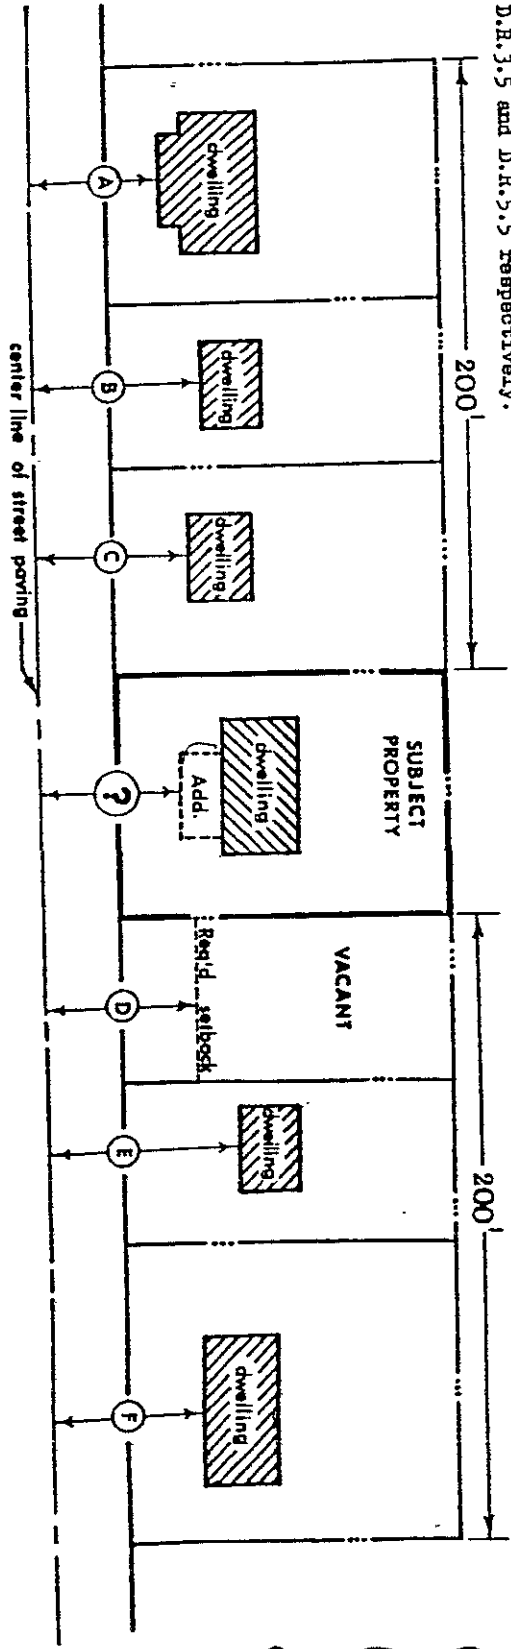 D.R.3.5 and D.R.5.5 respectively.
200'
200'
dwelling
dwelling
dwelling
SUBJECT
PROPERTY
dwelling
Add.
VACANT
Req'd. setback
dwelling
dwelling
A
B
C
?
D
E
F
center line of street paving